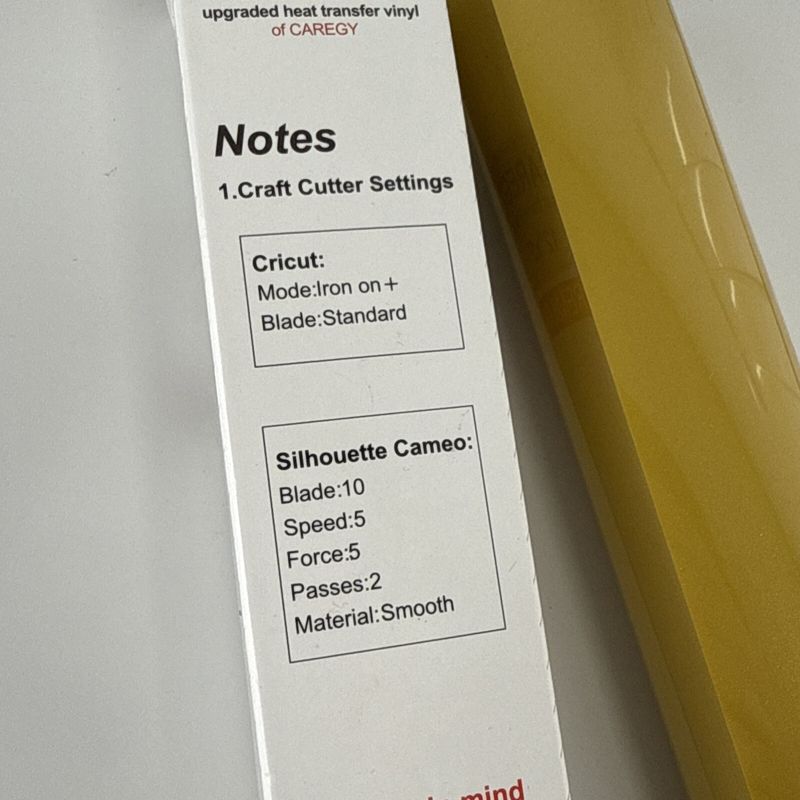 upgraded heat transfer vinyl
of CAREGY
Notes
1.Craft Cutter Settings
Cricut:
Mode:Iron on+
Blade:Standard
Silhouette Cameo:
Blade:10
Speed:5
Force:5
Passes:2
Material:Smooth
mind